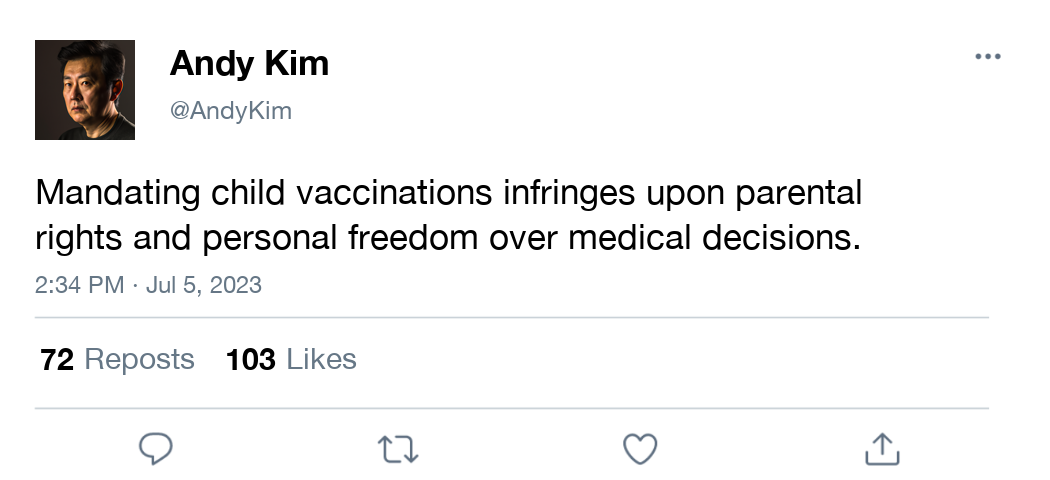 Andy Kim
@AndyKim
Mandating child vaccinations infringes upon parental
rights and personal freedom over medical decisions.
2:34 PM · Jul 5, 2023
72 Reposts 103 Likes